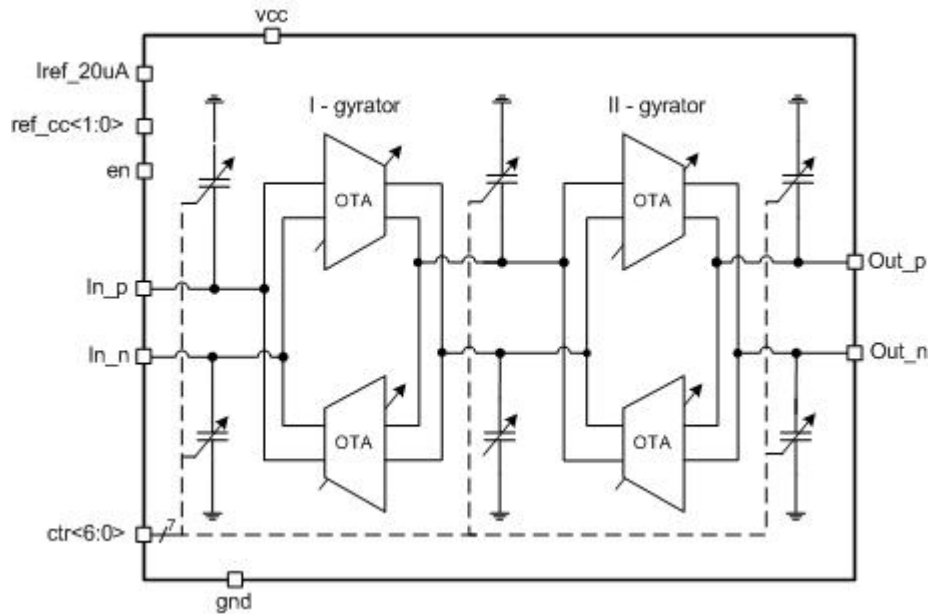 vcc
Iref_20uA
I - gyrator
II - gyrator
ref_cc<1:0>
en
OTA
OTA
Out_p
In_p
In_n
Out_n
OTA
OTA
ctr<6:0>
7
gnd